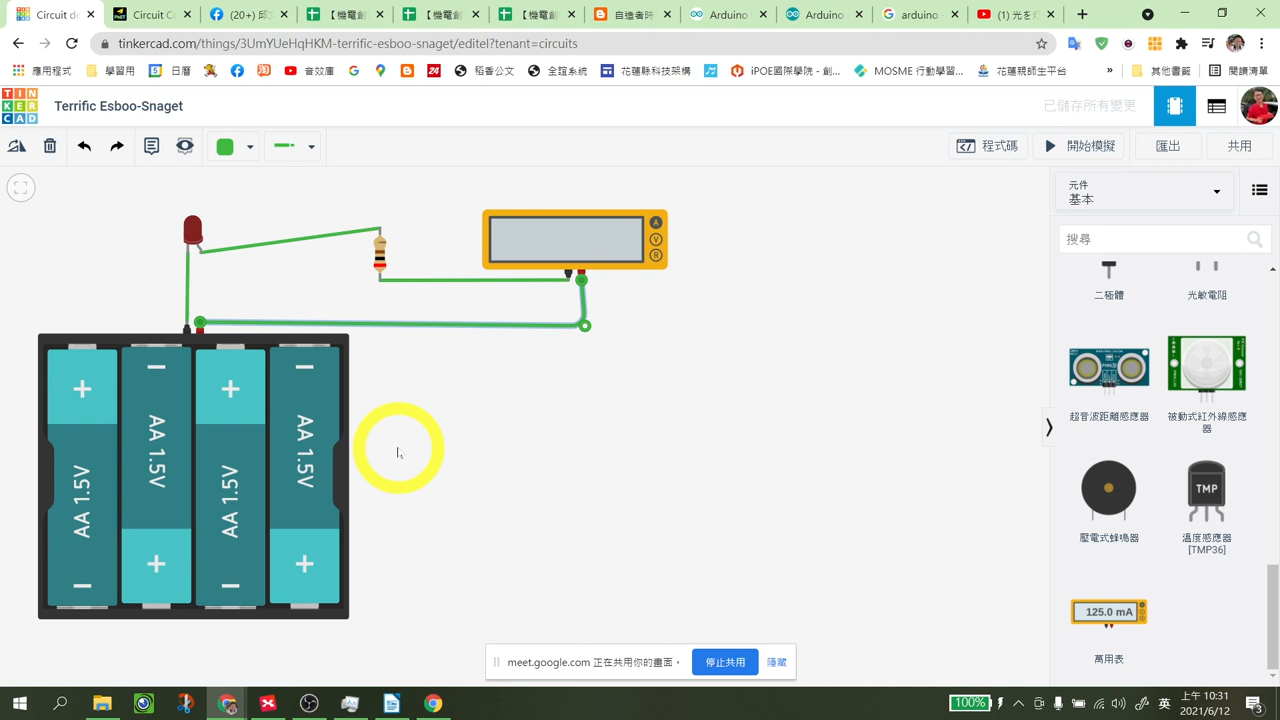 Circuit de
Circuit Co
(20+) 邱文
【機電創
【機電創
【機電創
自造者時
Arduino
Arduino
arduino
(1) 光を灯
tinkercad.com/things/3UmYUeHqHKM-terrific-esboo-snaget/editel?tenant=circuits
應用程式
學習用
日曆
音效庫
稻香公文
全誼系統
花蓮縣科技架構
iPOE國際學院 - 創...
MOSME 行動學習...
花蓮親師生平台
»
其他書籤
閱讀清單
TIN
KER
CAD
Terrific Esboo-Snaget
已儲存所有變更
程式碼
開始模擬
匯出
共用
元件
基本
搜尋
A
V
R
二極體
光敏電阻
+
AA 1.5V
−
−
AA 1.5V
+
+
AA 1.5V
−
−
AA 1.5V
+
超音波距離感應器
被動式紅外線感應
器
TMP
壓電式蜂鳴器
溫度感應器
[TMP36]
125.0 mA
萬用表
meet.google.com 正在共用你的畫面。
停止共用
隱藏
100%
英
上午 10:31
2021/6/12
3